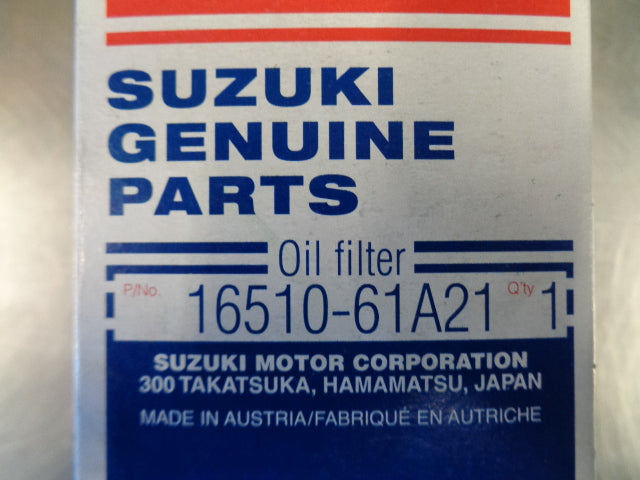 SUZUKI
GENUINE
PARTS
Oil filter
P/No. 16510-61A21 Q'ty 1
SUZUKI MOTOR CORPORATION
300 TAKATSUKA, HAMAMATSU, JAPAN
MADE IN AUSTRIA/FABRIQUÉ EN AUTRICHE